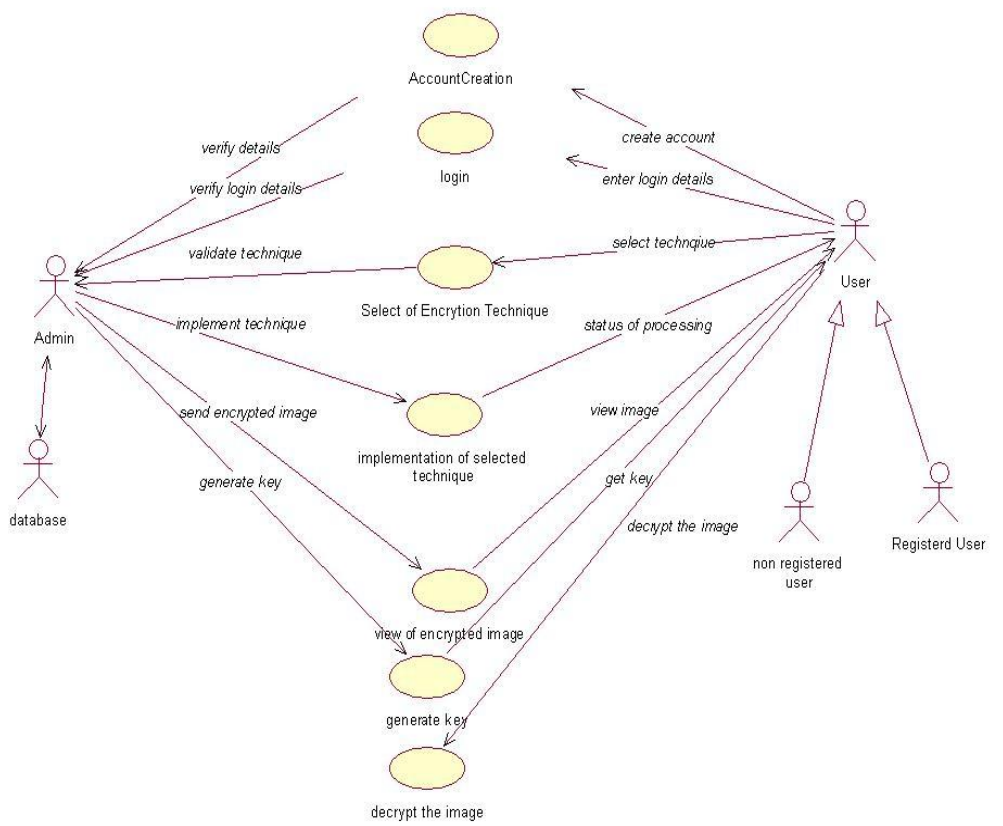 AccountCreation
create account
verify details
login
verify login details
enter login details
select technqiue
validate technique
User
Select of Encrytion Technique
Admin
implement technique
status of processing
send encrypted image
view image
implementation of selected
technique
generate key
get key
database
decrypt the image
non registered
user
Registerd User
view of encrypted image
generate key
decrypt the image